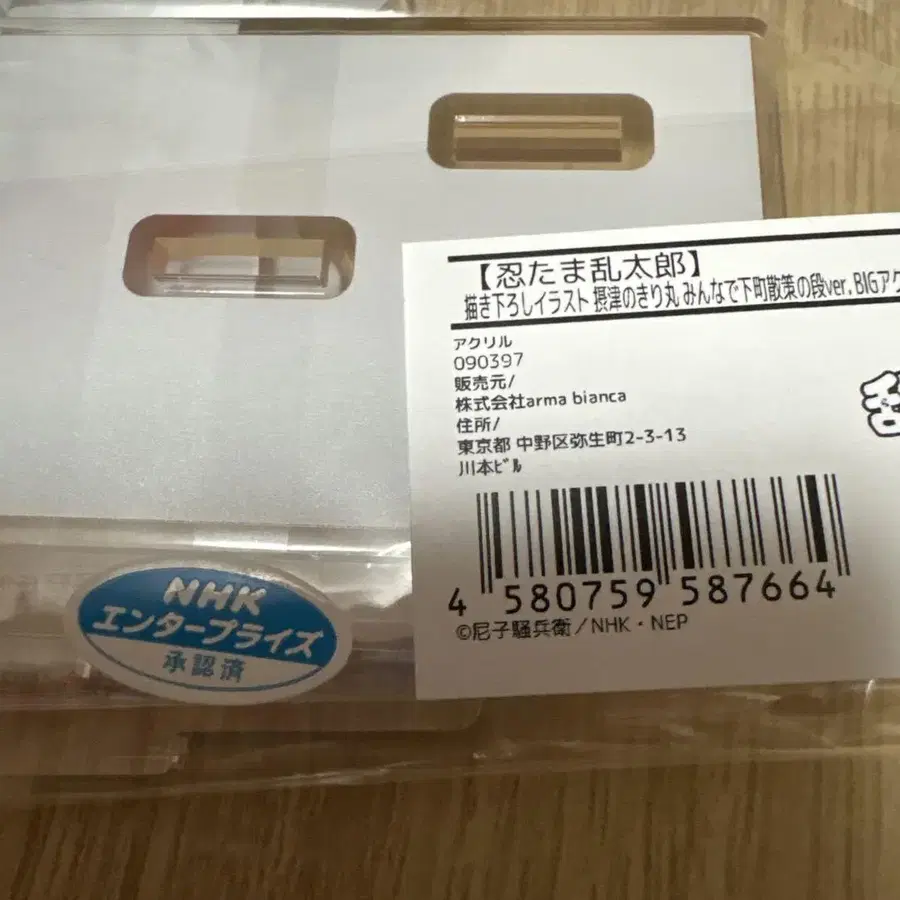 【忍たま乱太郎】
描き下ろしイラスト 摂津のきり丸 みんなで下町散策の段ver. BIGアク
アクリル
090397
販売元/
株式会社arma bianca
住所/
東京都 中野区弥生町2-3-13
川本ﾋﾞﾙ
4 580759 587664
©尼子騒兵衛/NHK・NEP
NHK
エンタープライズ
承認済